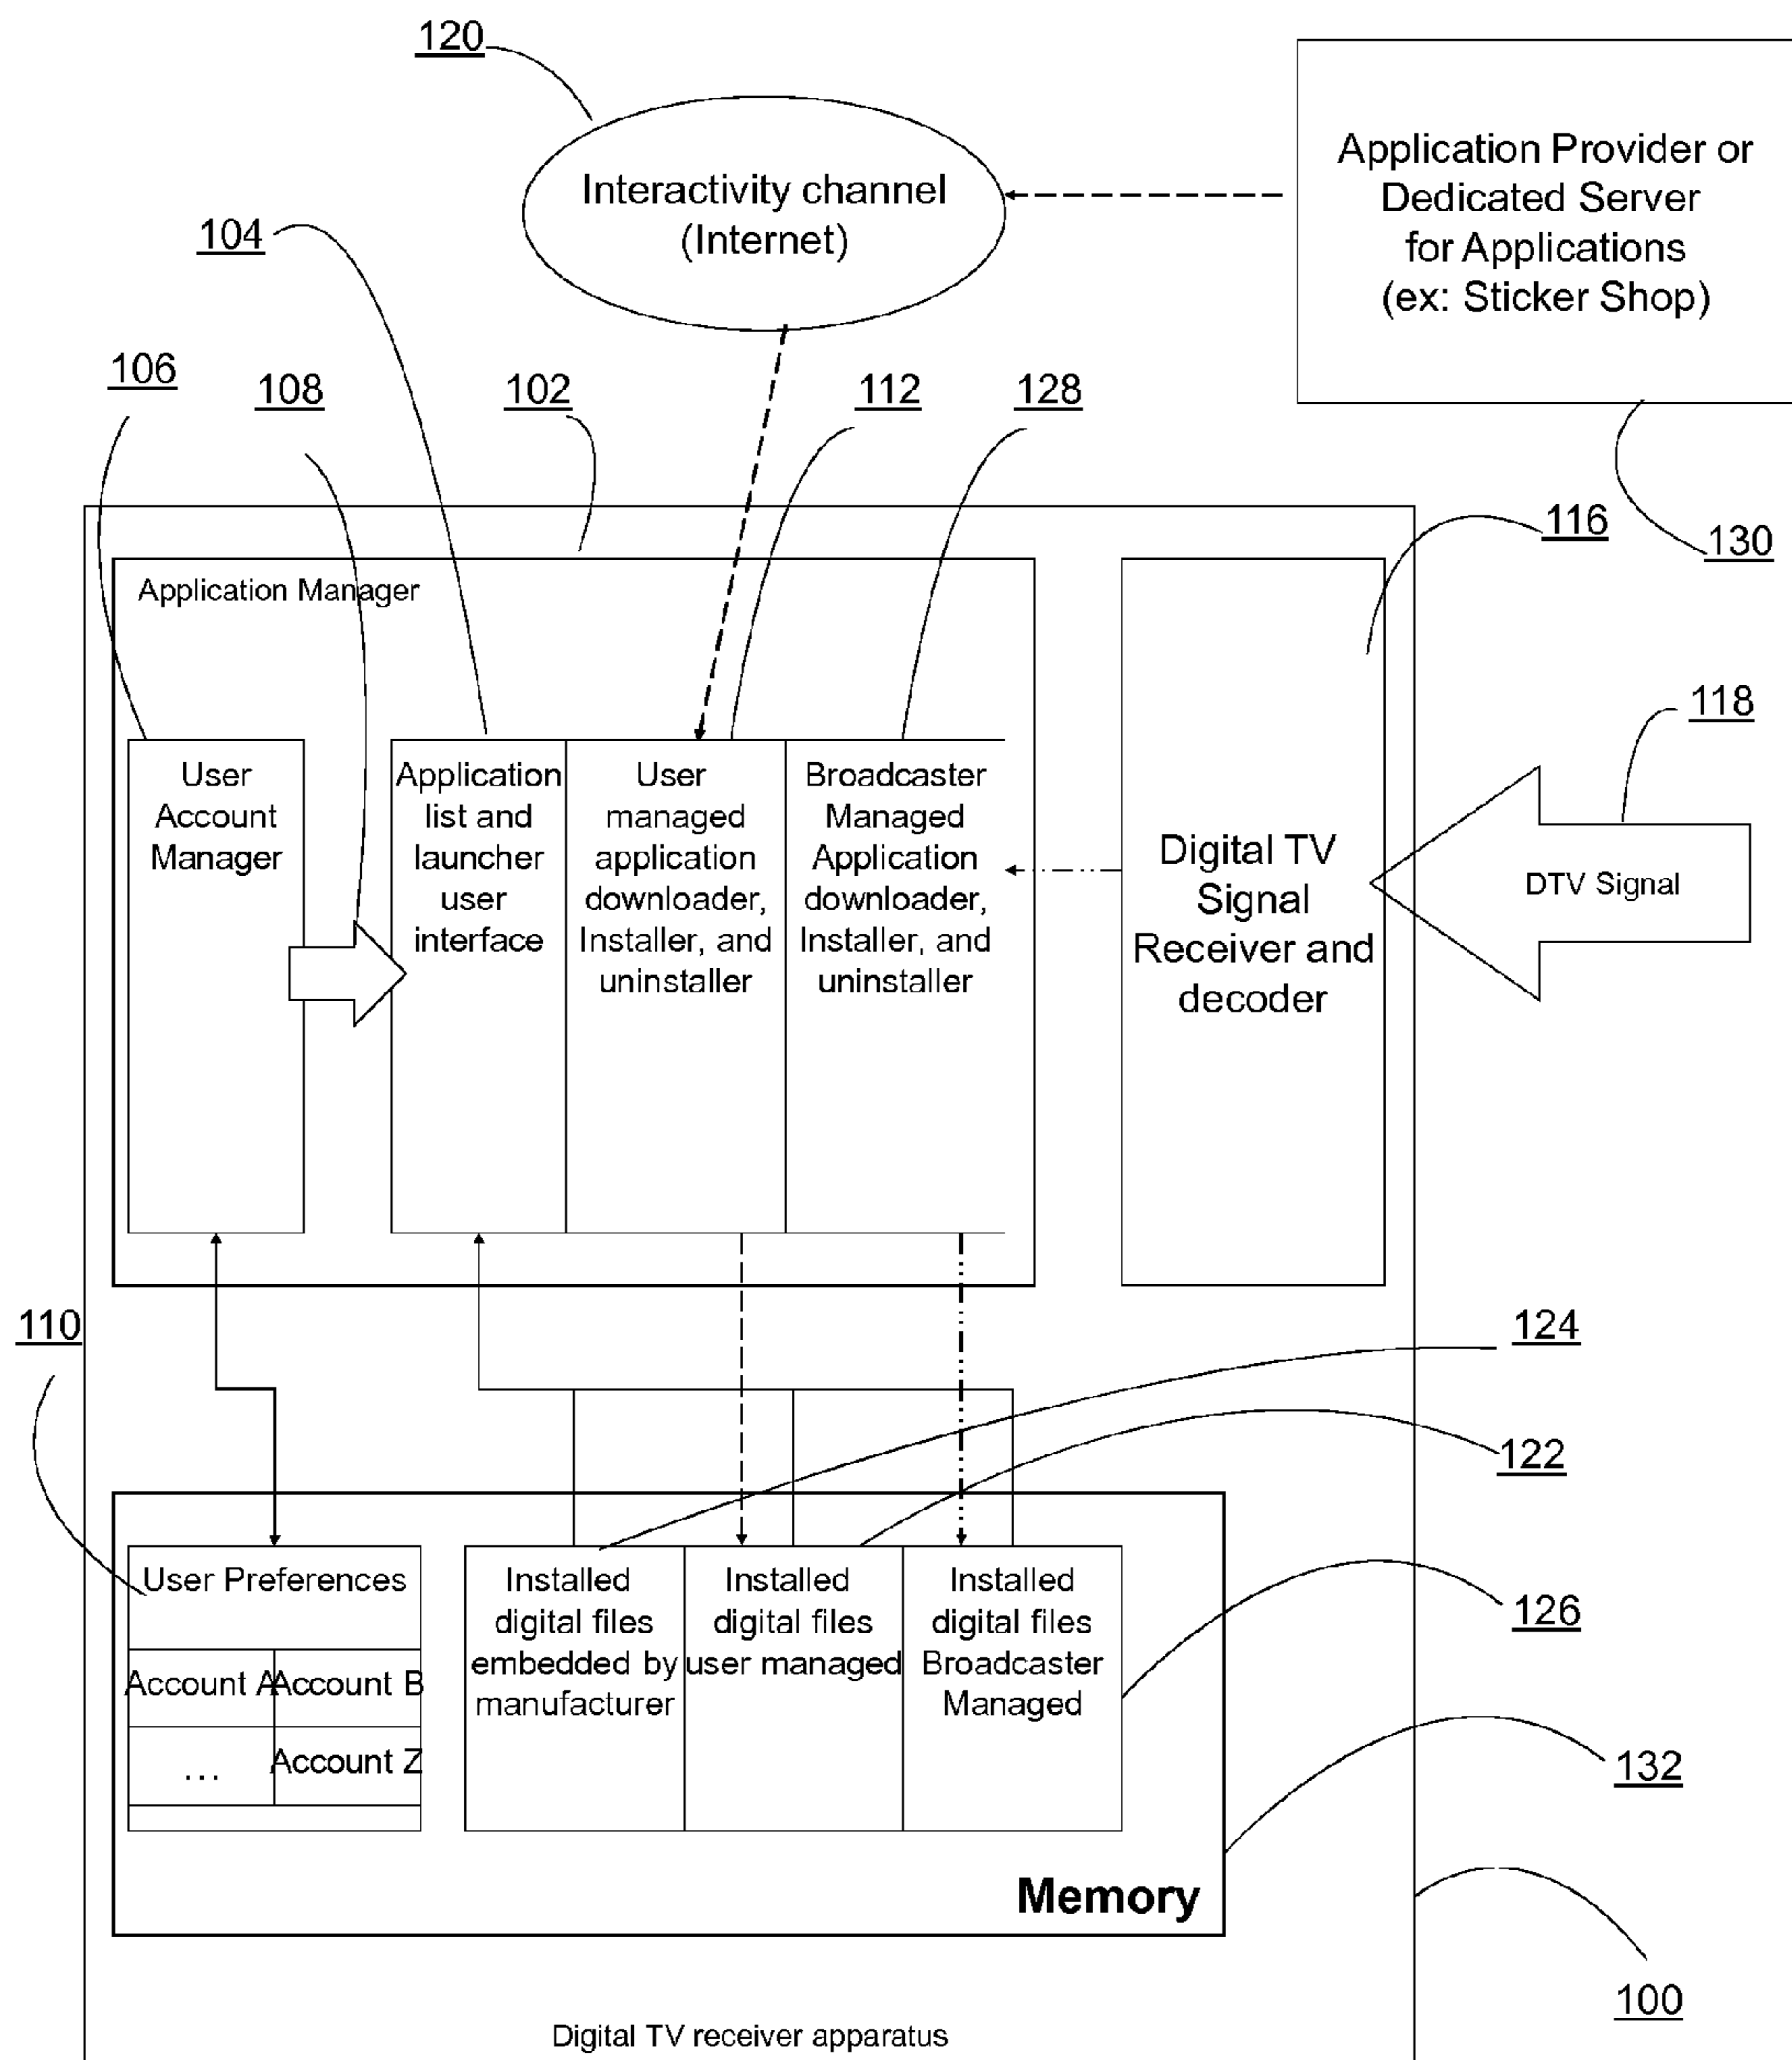 120
Interactivity channel
(Internet)
Application Provider or
Dedicated Server
for Applications
(ex: Sticker Shop)
104
106
108
102
112
128
116
130
118
Application Manager
User
Account
Manager
Application
list and
launcher
user
interface
User
managed
application
downloader,
Installer, and
uninstaller
Broadcaster
Managed
Application
downloader,
Installer, and
uninstaller
Digital TV
Signal
Receiver and
decoder
DTV Signal
110
124
122
126
132
100
User Preferences
Account A
Account B
...
Account Z
Installed
digital files
embedded by
manufacturer
Installed
digital files
user managed
Installed
digital files
Broadcaster
Managed
Memory
Digital TV receiver apparatus